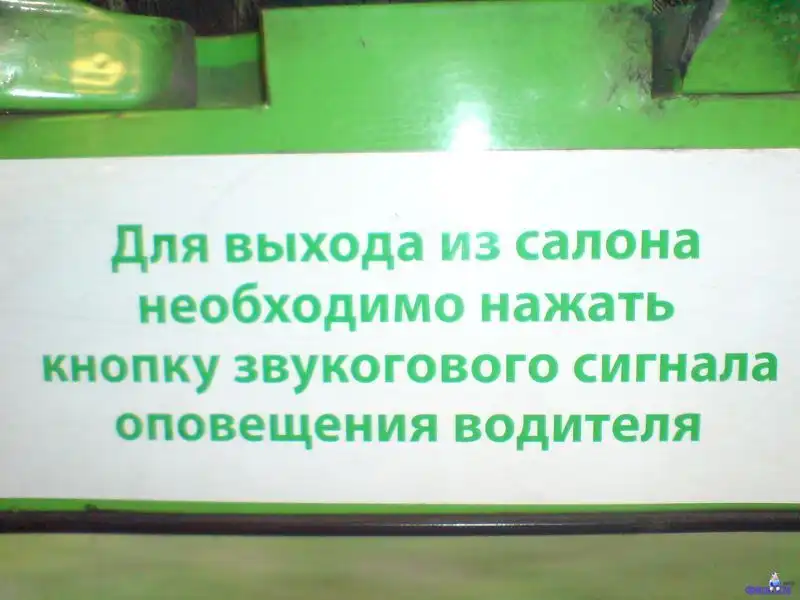 Для выхода из салона
необходимо нажать
кнопку звукогового сигнала
оповещения водителя